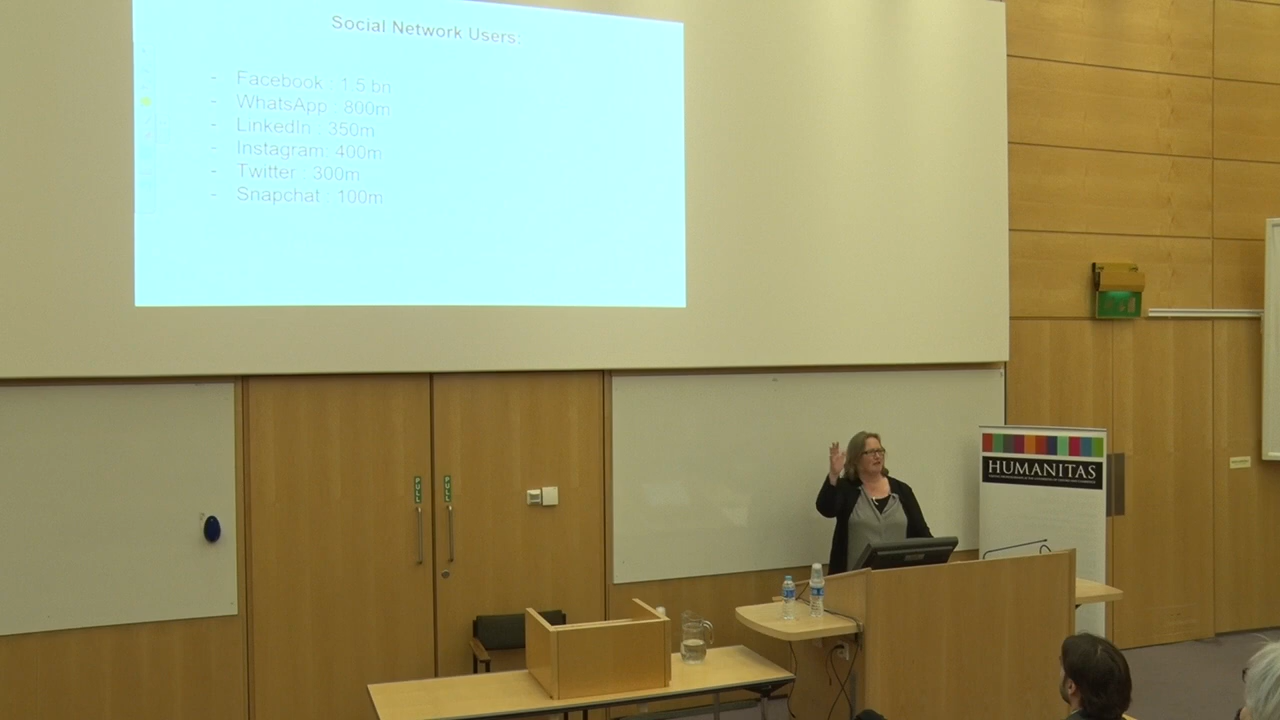 Social Network Users:
- Facebook : 1.5 bn
- WhatsApp : 800m
- LinkedIn : 350m
- Instagram: 400m
- Twitter : 300m
- Snapchat : 100m
PULL
PULL
HUMANITAS